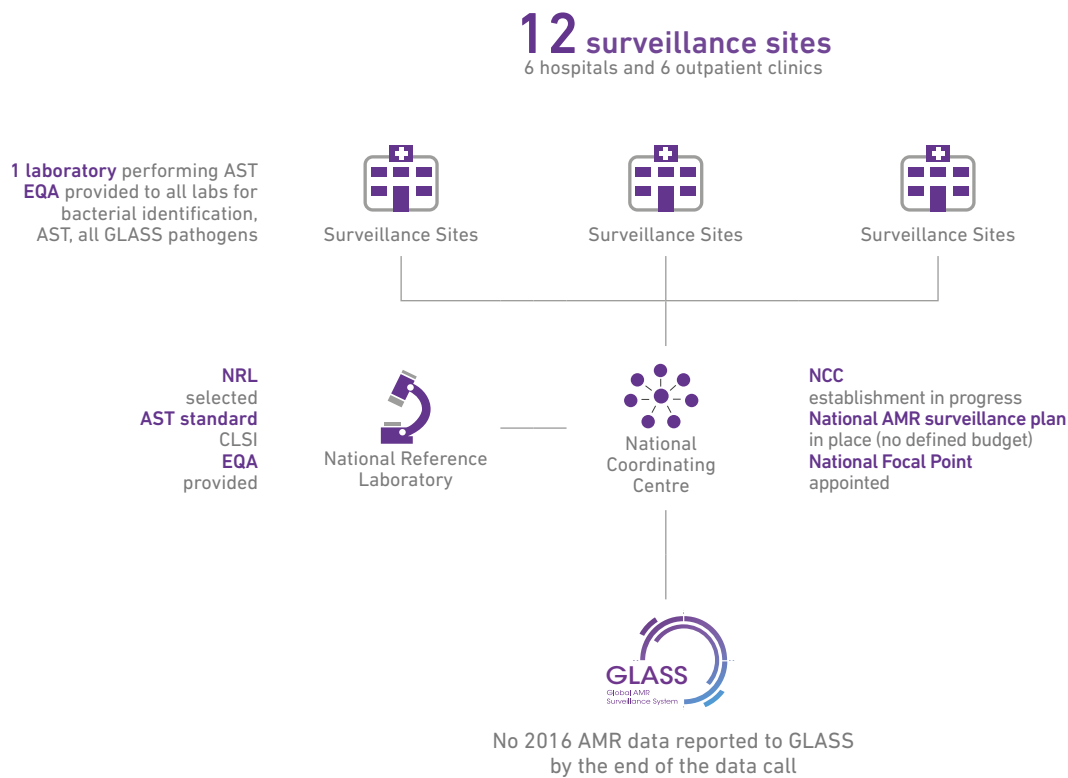 12 surveillance sites
6 hospitals and 6 outpatient clinics
1 laboratory performing AST
EQA provided to all labs for
bacterial identification,
AST, all GLASS pathogens
Surveillance Sites
Surveillance Sites
Surveillance Sites
NRL
selected
AST standard
CLSI
EQA
provided
National Reference
Laboratory
National
Coordinating
Centre
NCC
establishment in progress
National AMR surveillance plan
in place (no defined budget)
National Focal Point
appointed
GLASS
Global AMR
Surveillance System
No 2016 AMR data reported to GLASS
by the end of the data call